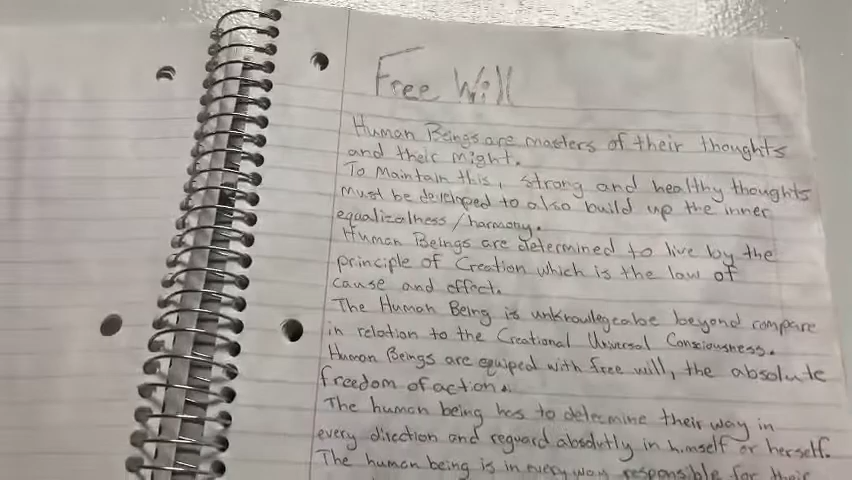 Free Will
Human Beings are masters of their thoughts
and their might.
To Maintain this, strong and healthy thoughts
must be developed to also build up the inner
equalizalness/harmony.
Human Beings are determined to live by the
principle of Creation which is the law of
cause and effect.
The Human Being is unknowlegeabe beyond compare
in relation to the Creational Universal Consciousness.
Human Beings are equiped with free will, the absolute
freedom of action.
The human being has to determine their way in
every direction and reguard absolutly in himself or herself.
The human being is in every way responsible for their